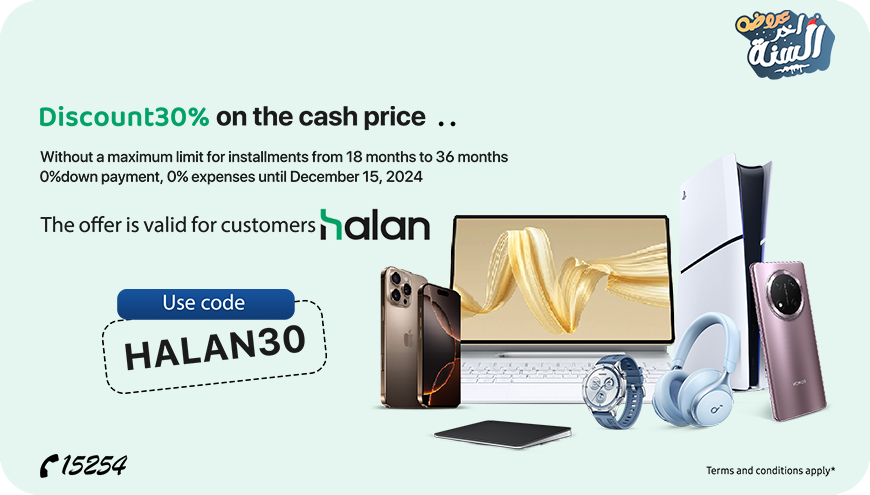 عروض
اخر
السنة
Discount30% on the cash price ..
Without a maximum limit for installments from 18 months to 36 months
0%down payment, 0% expenses until December 15, 2024
The offer is valid for customers halan
Use code
HALAN30
HONOR
15254
Terms and conditions apply*